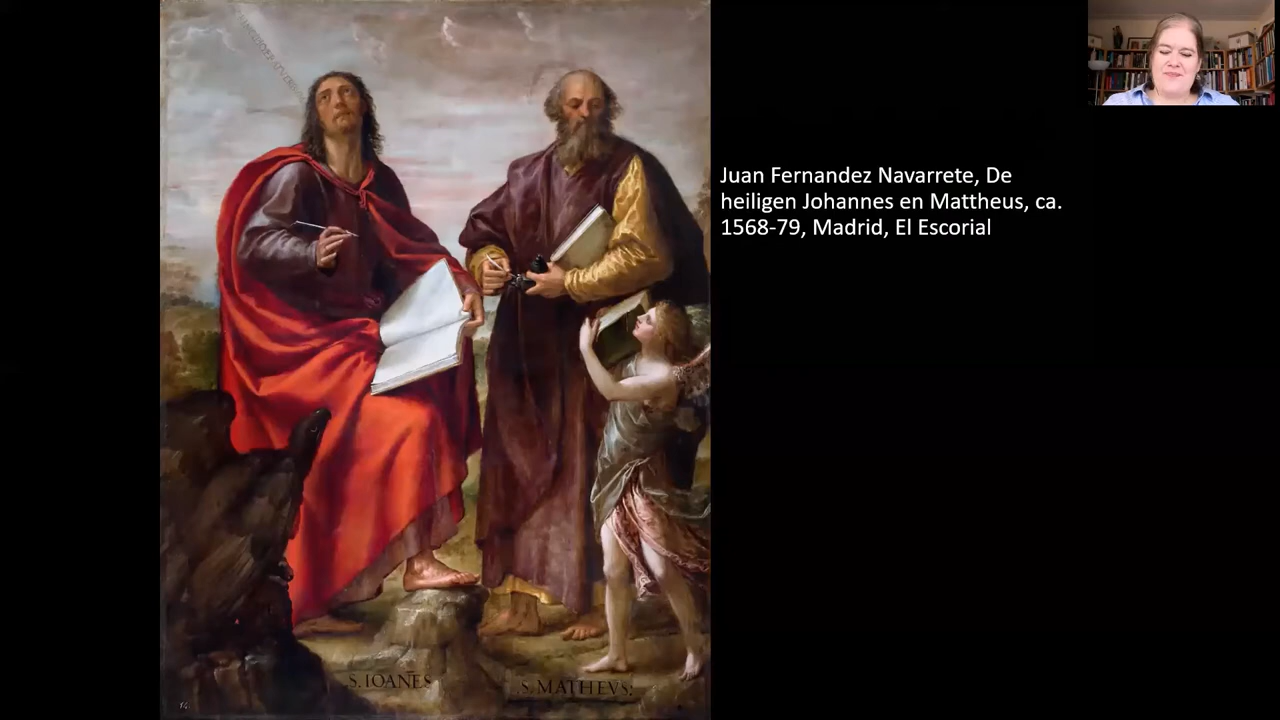 Juan Fernandez Navarrete, De
heiligen Johannes en Mattheus, ca.
1568-79, Madrid, El Escorial
S. IOANES
S. MATHEVS: